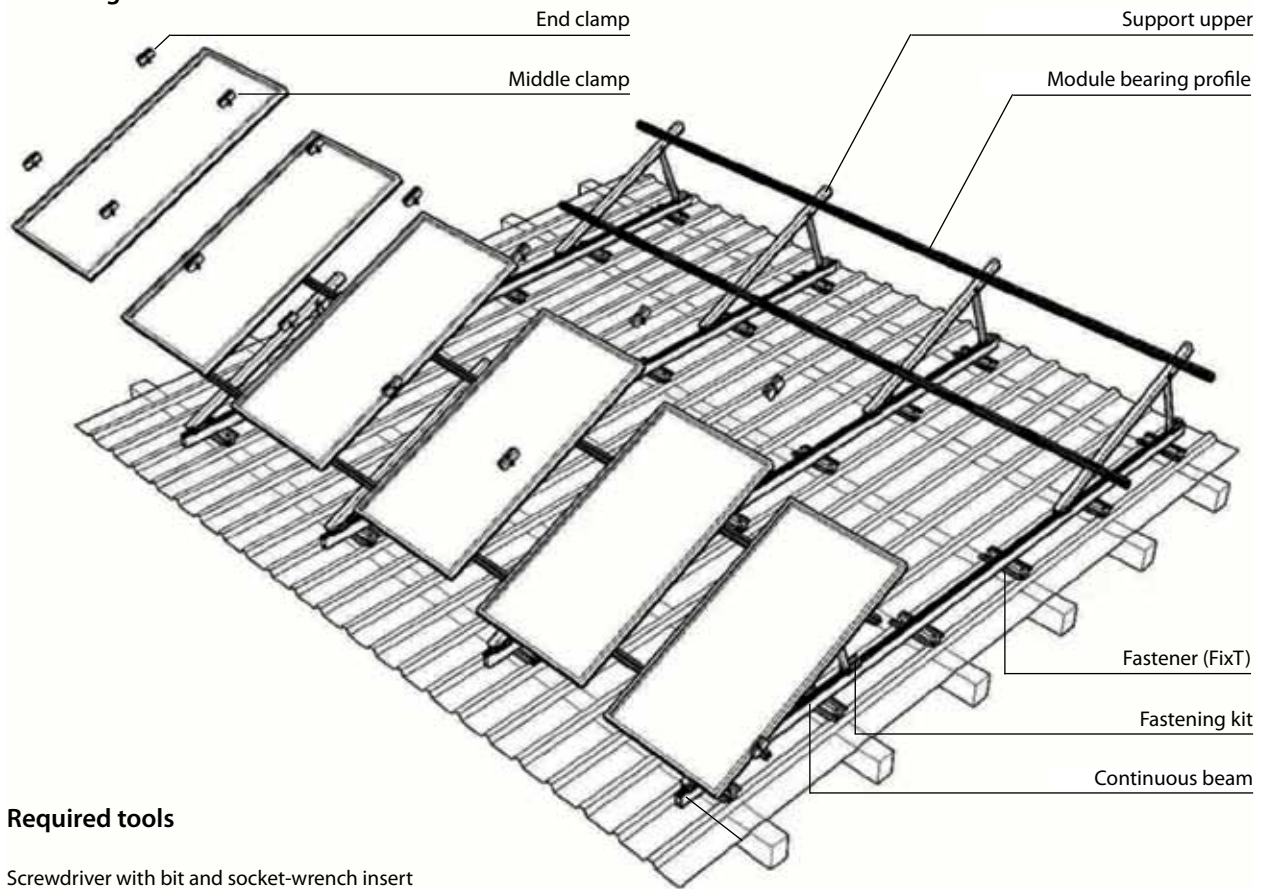 End clamp
Support upper
Middle clamp
Module bearing profile
Fastener (FixT)
Fastening kit
Continuous beam
Required tools
Screwdriver with bit and socket-wrench insert